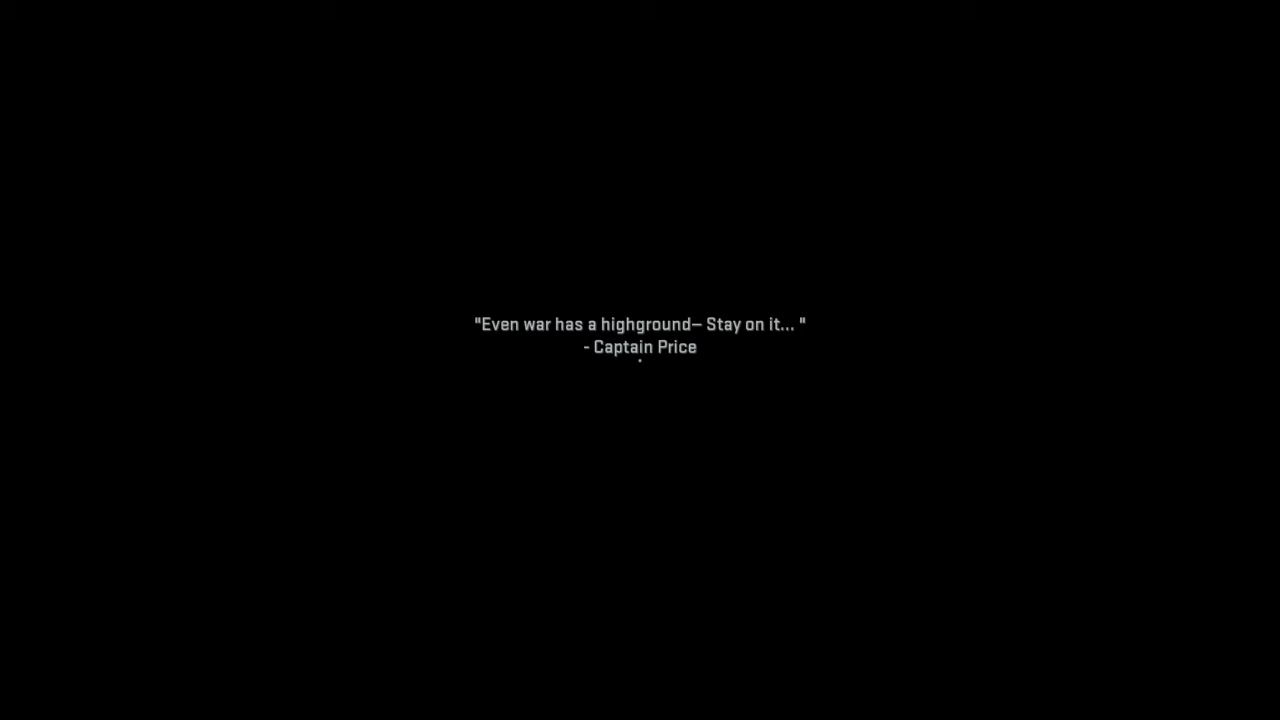 "Even war has a highground— Stay on it... "
- Captain Price